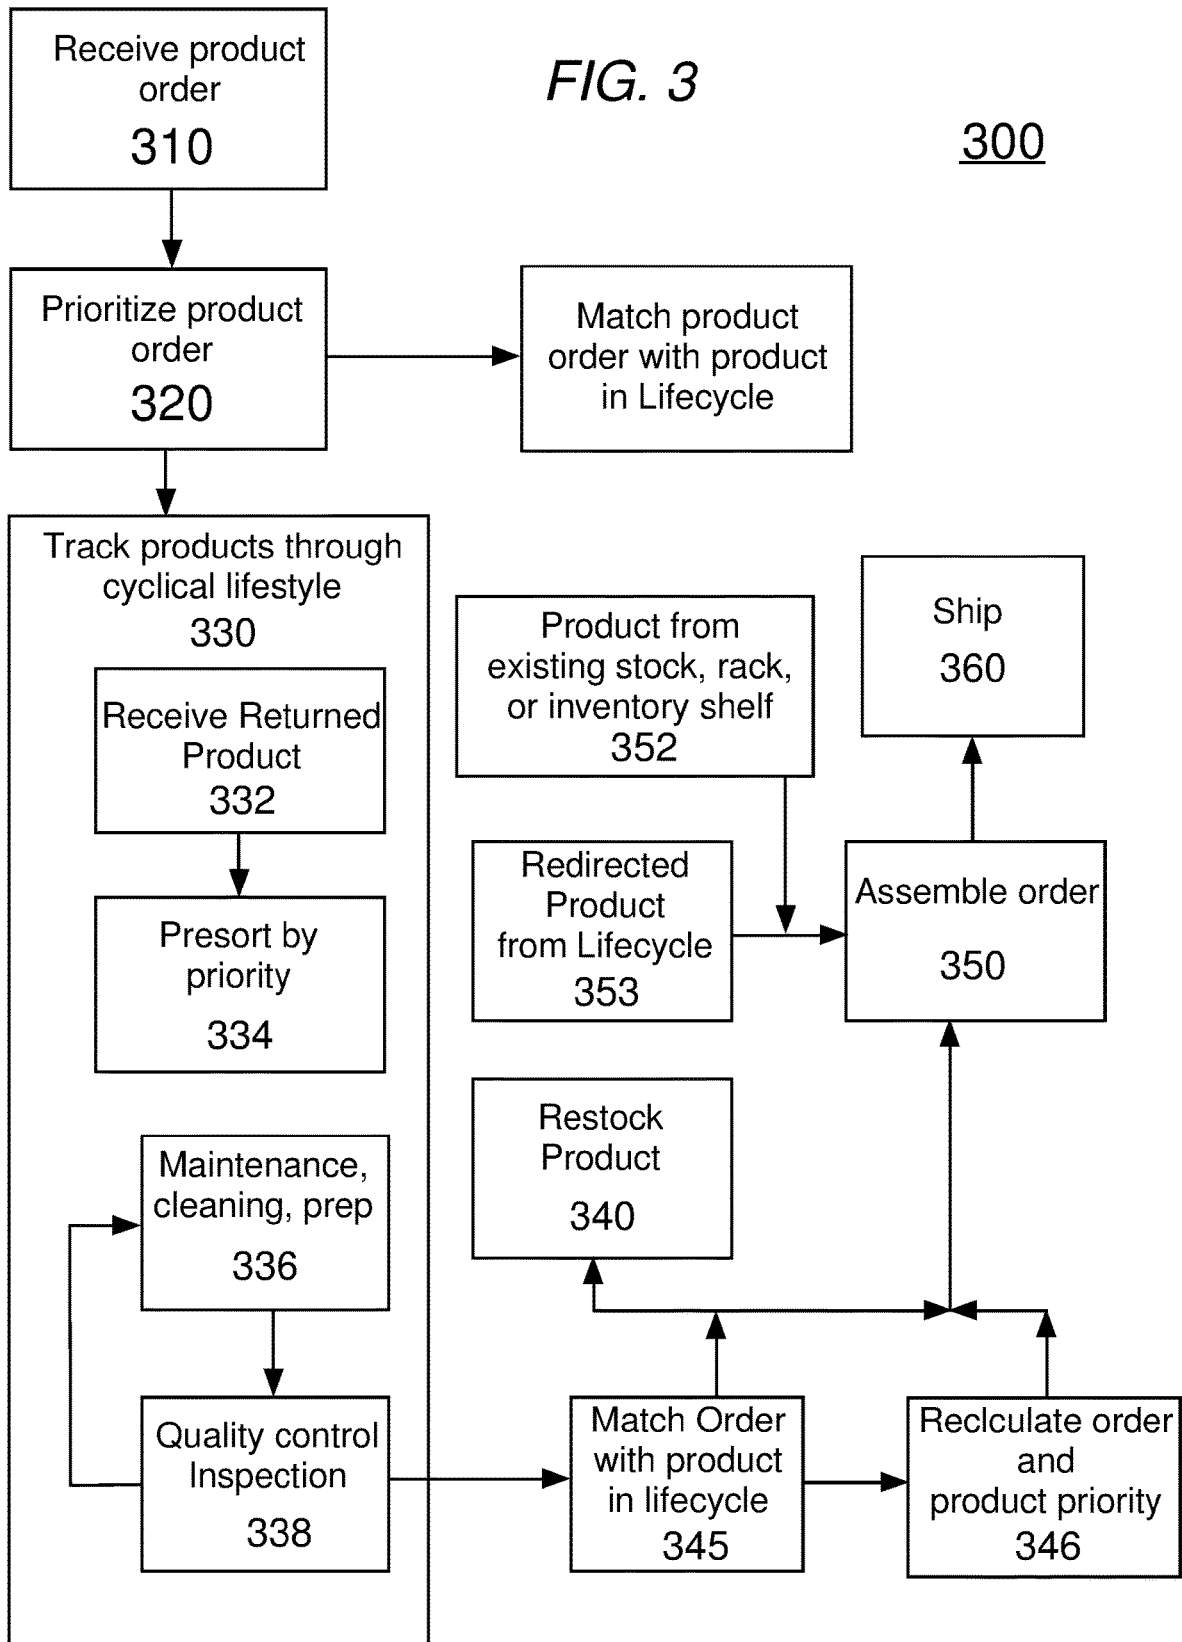 Receive product
order
310
FIG. 3
300
Prioritize product
order
320
Match product
order with product
in Lifecycle
Track products through
cyclical lifestyle
330
Receive Returned
Product
332
Presort by
priority
334
Maintenance,
cleaning, prep
336
Quality control
Inspection
338
Product from
existing stock, rack,
or inventory shelf
352
Redirected
Product
from Lifecycle
353
Ship
360
Assemble order
350
Restock
Product
340
Match Order
with product
in lifecycle
345
Reclculate order
and
product priority
346